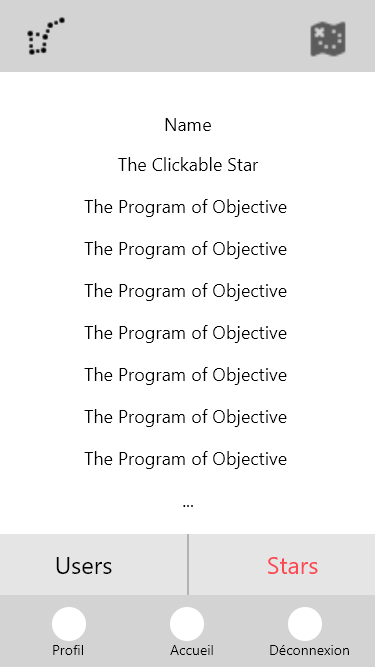 Name
The Clickable Star
The Program of Objective
The Program of Objective
The Program of Objective
The Program of Objective
The Program of Objective
The Program of Objective
The Program of Objective
...
Users Stars
Profil Accueil Déconnexion